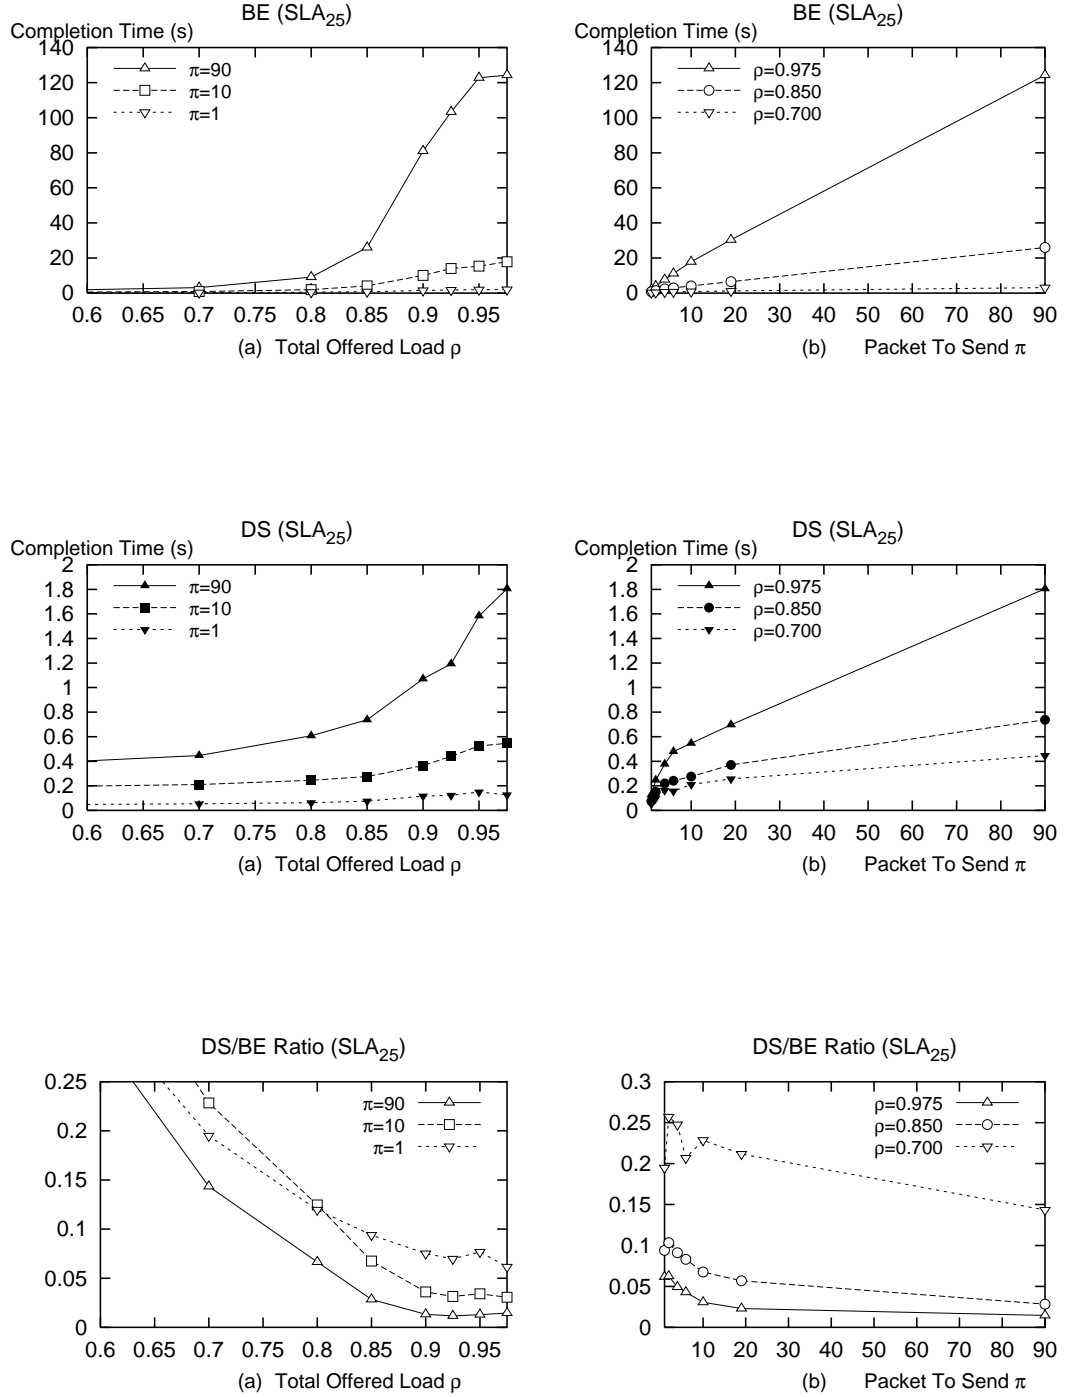 BE (SLA25)
Completion Time (s)
140
120
100
80
60
40
20
0
π=90
π=10
π=1
0.6 0.65 0.7 0.75 0.8 0.85 0.9 0.95
(a) Total Offered Load ρ
BE (SLA25)
Completion Time (s)
140
120
100
80
60
40
20
0
ρ=0.975
ρ=0.850
ρ=0.700
10 20 30 40 50 60 70 80 90
(b) Packet To Send π
DS (SLA25)
Completion Time (s)
2
1.8
1.6
1.4
1.2
1
0.8
0.6
0.4
0.2
0
π=90
π=10
π=1
0.6 0.65 0.7 0.75 0.8 0.85 0.9 0.95
(a) Total Offered Load ρ
DS (SLA25)
Completion Time (s)
2
1.8
1.6
1.4
1.2
1
0.8
0.6
0.4
0.2
0
ρ=0.975
ρ=0.850
ρ=0.700
10 20 30 40 50 60 70 80 90
(b) Packet To Send π
DS/BE Ratio (SLA25)
0.25
0.2
0.15
0.1
0.05
0
π=90
π=10
π=1
0.6 0.65 0.7 0.75 0.8 0.85 0.9 0.95
(a) Total Offered Load ρ
DS/BE Ratio (SLA25)
0.3
0.25
0.2
0.15
0.1
0.05
0
ρ=0.975
ρ=0.850
ρ=0.700
10 20 30 40 50 60 70 80 90
(b) Packet To Send π